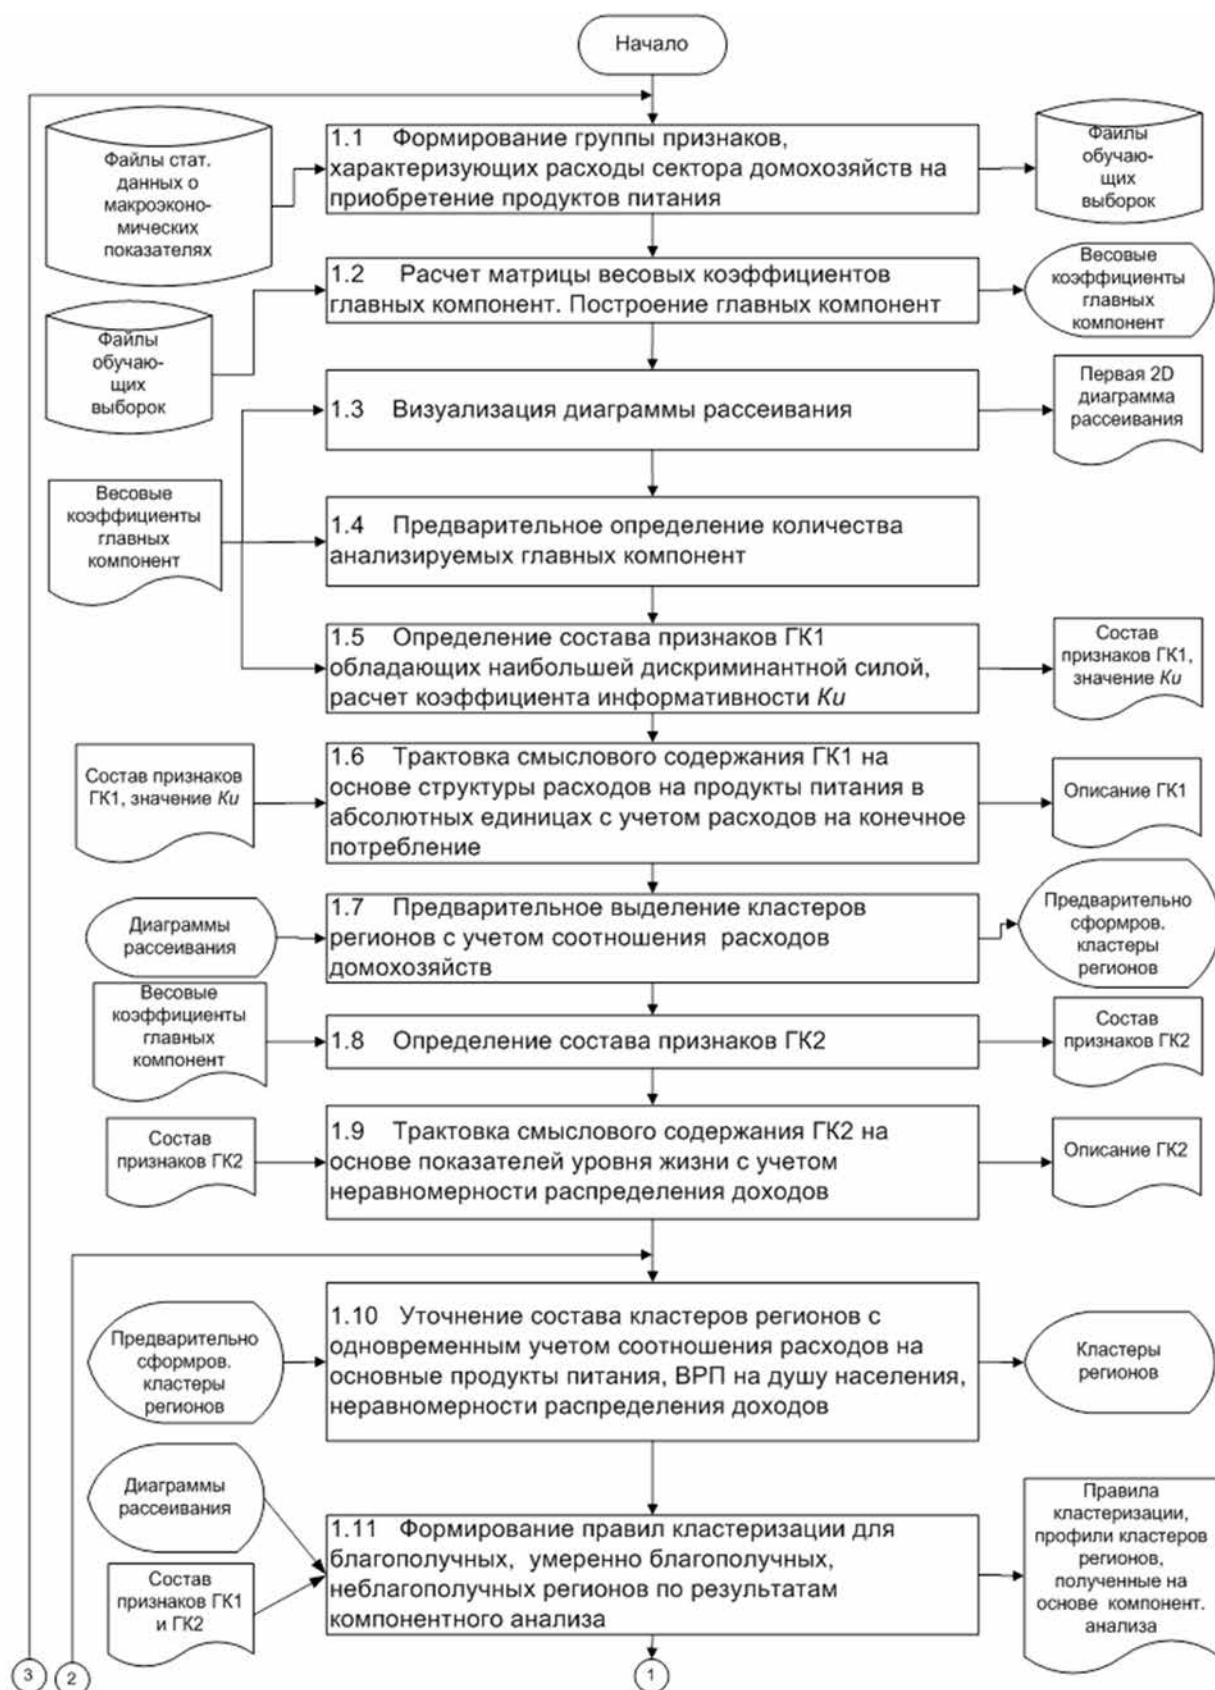 Начало
Файлы стат.
данных о
макроэконо-
мических
показателях
1.1 Формирование группы признаков,
характеризующих расходы сектора домохозяйств на
приобретение продуктов питания
Файлы
обучаю-
щих
выборок
Файлы
обучаю-
щих
выборок
1.2 Расчет матрицы весовых коэффициентов
главных компонент. Построение главных компонент
Весовые
коэффициенты
главных
компонент
1.3 Визуализация диаграммы рассеивания
Первая 2D
диаграмма
рассеивания
Весовые
коэффициенты
главных
компонент
1.4 Предварительное определение количества
анализируемых главных компонент
1.5 Определение состава признаков ГК1
обладающих наибольшей дискриминантной силой,
расчет коэффициента информативности Ки
Состав
признаков ГК1,
значение Ки
Состав признаков
ГК1, значение Ки
1.6 Трактовка смыслового содержания ГК1 на
основе структуры расходов на продукты питания в
абсолютных единицах с учетом расходов на конечное
потребление
Описание ГК1
Диаграммы
рассеивания
1.7 Предварительное выделение кластеров
регионов с учетом соотношения расходов
домохозяйств
Предварительно
сформров.
кластеры
регионов
Весовые
коэффициенты
главных
компонент
1.8 Определение состава признаков ГК2
Состав
признаков ГК2
Состав
признаков ГК2
1.9 Трактовка смыслового содержания ГК2 на
основе показателей уровня жизни с учетом
неравномерности распределения доходов
Описание ГК2
Предварительно
сформров.
кластеры
регионов
1.10 Уточнение состава кластеров регионов с
одновременным учетом соотношения расходов на
основные продукты питания, ВРП на душу населения,
неравномерности распределения доходов
Кластеры
регионов
Диаграммы
рассеивания
Состав
признаков ГК1
и ГК2
1.11 Формирование правил кластеризации для
благополучных, умеренно благополучных,
неблагополучных регионов по результатам
компонентного анализа
Правила
кластеризации,
профили кластеров
регионов,
полученные на
основе компонент.
анализа
3
2
1